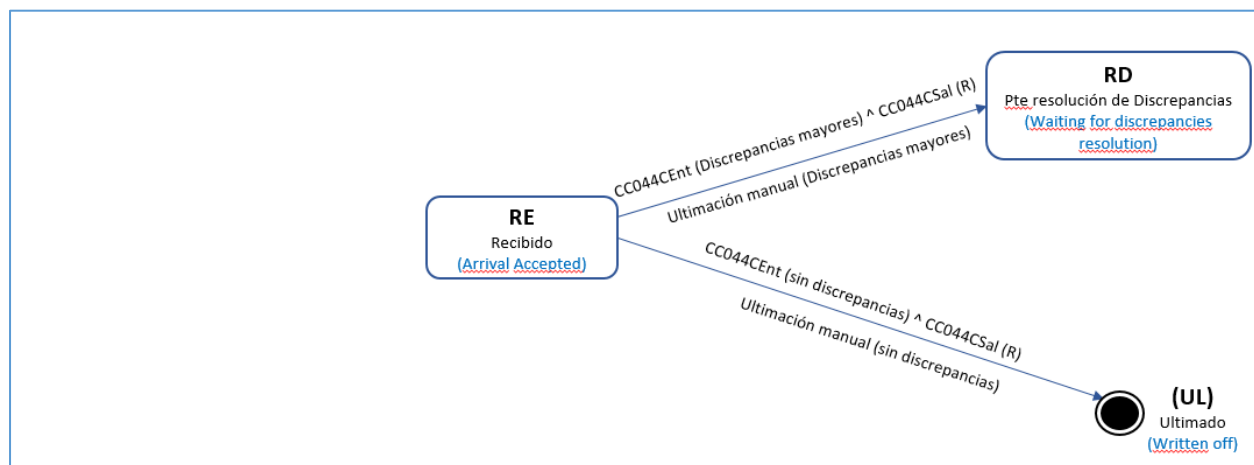 RD
Pte resolución de Discrepancias
(Waiting for discrepancies
resolution)
CC044CEnt (Discrepancias mayores) ^ CC044CSal (R)
Ultimación manual (Discrepancias mayores)
RE
Recibido
(Arrival Accepted)
CC044CEnt (sin discrepancias) ^ CC044CSal (R)
Ultimación manual (sin discrepancias)
(UL)
Ultimado
(Written off)